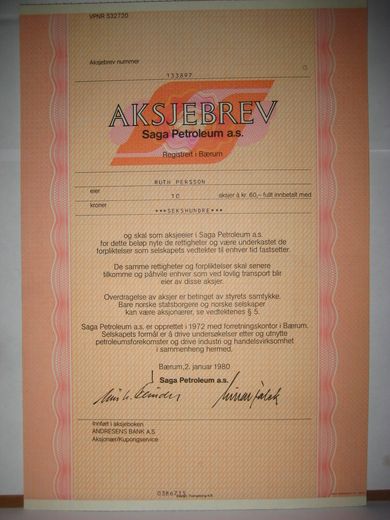 VPNR 532720
Aksjebrev nummer
133697
AKSJEBREV
Saga Petroleum a.s.
Registrert i Bærum
RUTH PERSSON
eier
10 aksjer à kr. 60,– fullt innbetalt med
kroner
***SEKSHUNDRE***
og skal som aksjeeier i Saga Petroleum a.s.
for dette beløp nyte de rettigheter og være underkastet de
forpliktelser som selskapets vedtekter til enhver tid fastsetter.
De samme rettigheter og forpliktelser skal senere
tilkomme og påhvile enhver som ved lovlig transport blir
eier av disse aksjer.
Overdragelse av aksjer er betinget av styrets samtykke.
Bare norske statsborgere og norske selskaper
kan være aksjonærer, se vedtektenes § 5.
Saga Petroleum a.s. er opprettet i 1972 med forretningskontor i Bærum.
Selskapets formål er å drive undersøkelser etter og utnytte
petroleumsforekomster og drive industri og handelsvirksomhet
i sammenheng hermed.
Bærum, 2. januar 1980
Saga Petroleum a.s.
Innført i aksjeboken
ANDRESENS BANK A.S
Aksjonær/Kupongservice
0386715